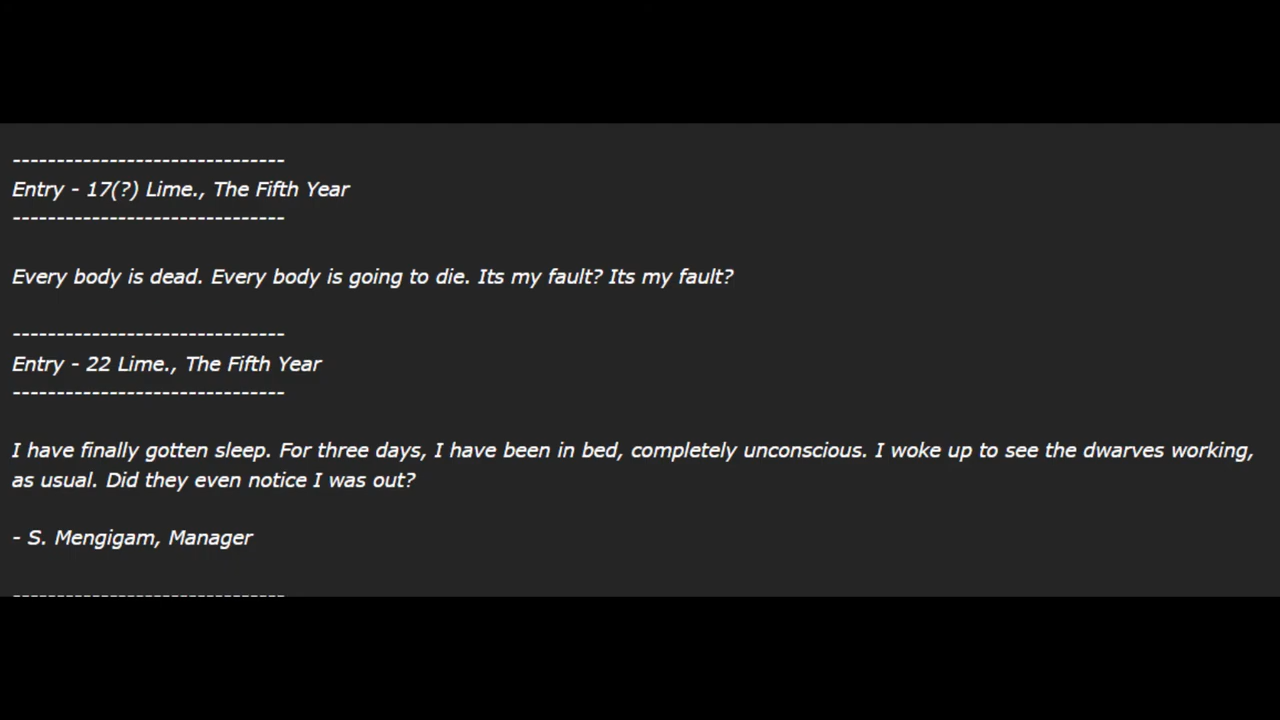 -------------------------------
Entry - 17(?) Lime., The Fifth Year
-------------------------------
Every body is dead. Every body is going to die. Its my fault? Its my fault?
-------------------------------
Entry - 22 Lime., The Fifth Year
-------------------------------
I have finally gotten sleep. For three days, I have been in bed, completely unconscious. I woke up to see the dwarves working,
as usual. Did they even notice I was out?
- S. Mengigam, Manager
-------------------------------